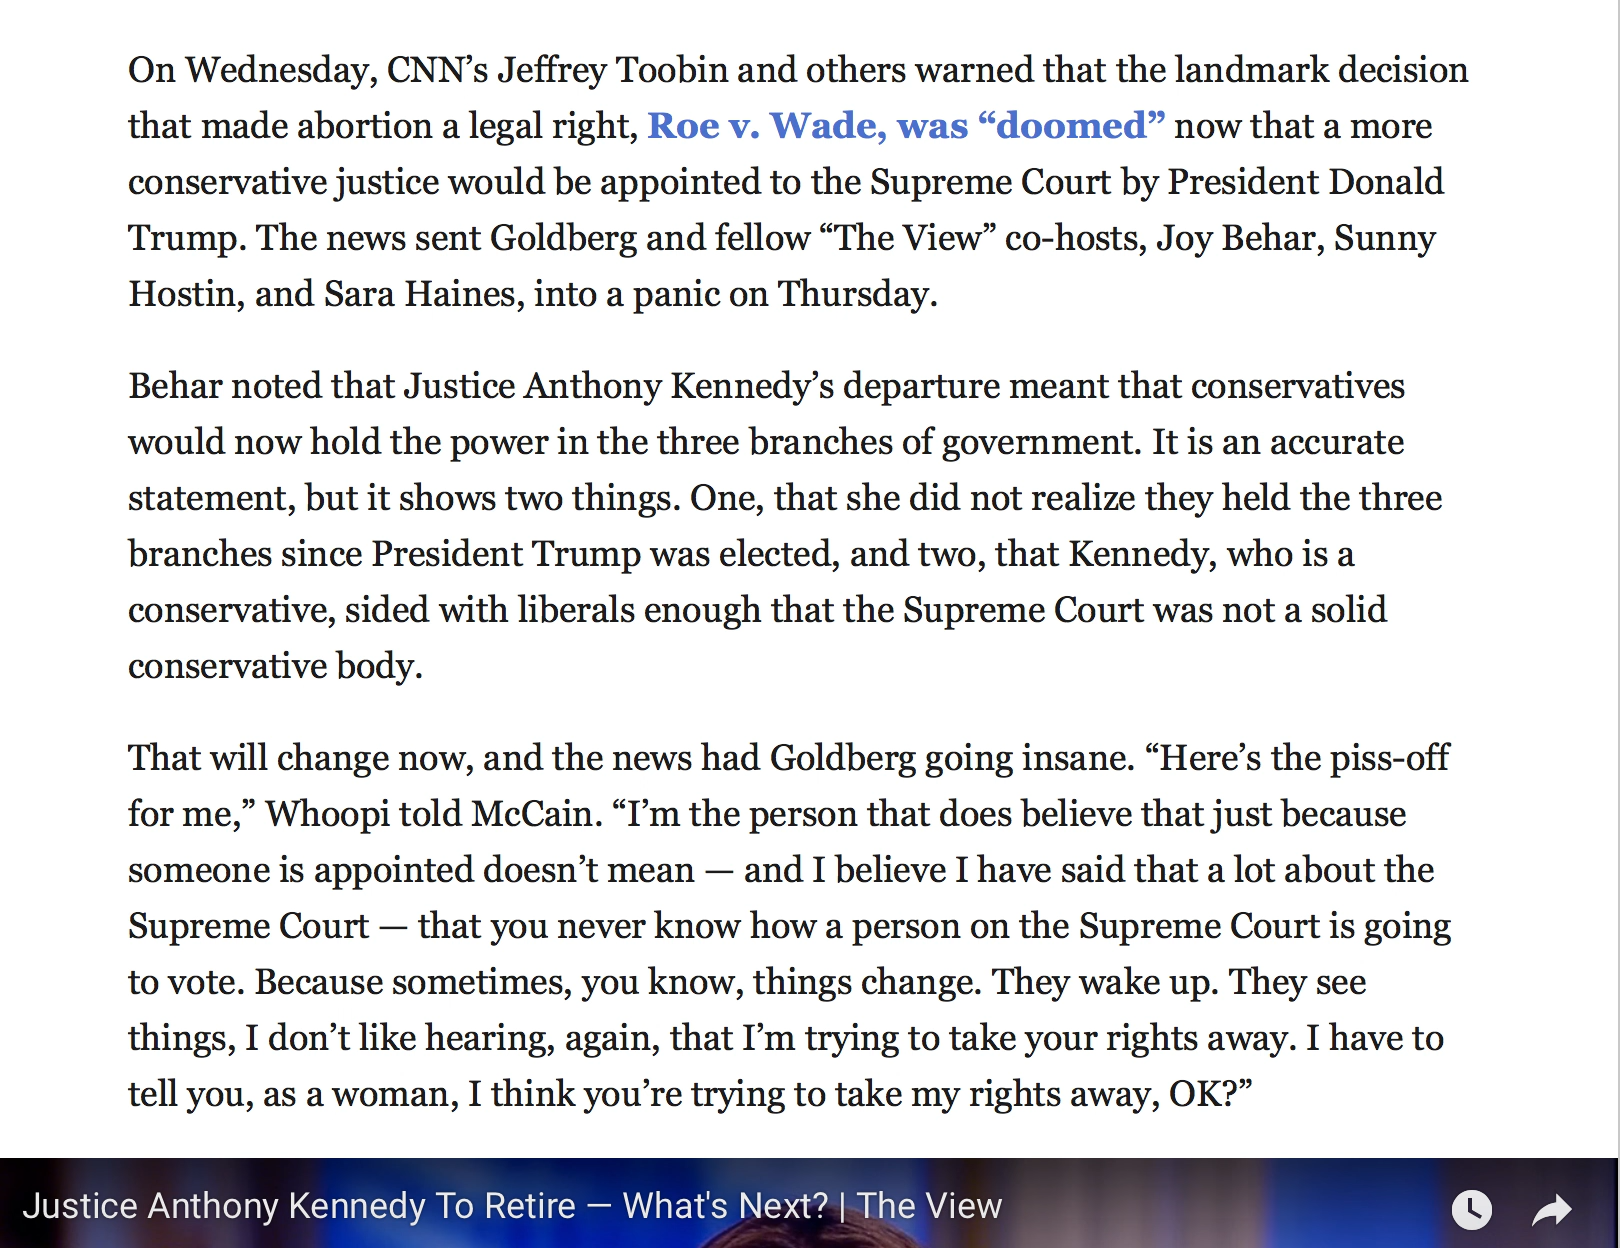 On Wednesday, CNN’s Jeffrey Toobin and others warned that the landmark decision
that made abortion a legal right, Roe v. Wade, was “doomed” now that a more
conservative justice would be appointed to the Supreme Court by President Donald
Trump. The news sent Goldberg and fellow “The View” co-hosts, Joy Behar, Sunny
Hostin, and Sara Haines, into a panic on Thursday.
Behar noted that Justice Anthony Kennedy’s departure meant that conservatives
would now hold the power in the three branches of government. It is an accurate
statement, but it shows two things. One, that she did not realize they held the three
branches since President Trump was elected, and two, that Kennedy, who is a
conservative, sided with liberals enough that the Supreme Court was not a solid
conservative body.
That will change now, and the news had Goldberg going insane. “Here’s the piss-off
for me,” Whoopi told McCain. “I’m the person that does believe that just because
someone is appointed doesn’t mean — and I believe I have said that a lot about the
Supreme Court — that you never know how a person on the Supreme Court is going
to vote. Because sometimes, you know, things change. They wake up. They see
things, I don’t like hearing, again, that I’m trying to take your rights away. I have to
tell you, as a woman, I think you’re trying to take my rights away, OK?”
Justice Anthony Kennedy To Retire — What's Next? | The View